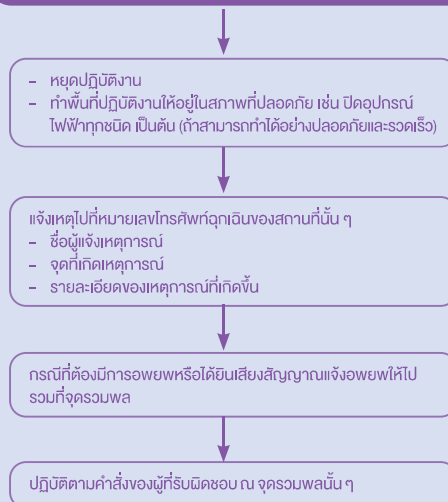 – หยุดปฏิบัติงาน
– ทำพื้นที่ปฏิบัติงานให้อยู่ในสภาพที่ปลอดภัย เช่น ปิดอุปกรณ์
ไฟฟ้าทุกชนิด เป็นต้น (ถ้าสามารถทำได้อย่างปลอดภัยและรวดเร็ว)
แจ้งเหตุไปที่หมายเลขโทรศัพท์ฉุกเฉินของสถานที่นั้น ๆ
– ชื่อผู้แจ้งเหตุการณ์
– จุดที่เกิดเหตุการณ์
– รายละเอียดของเหตุการณ์ที่เกิดขึ้น
กรณีที่ต้องมีการอพยพหรือได้ยินเสียงสัญญาณแจ้งอพยพให้ไป
รวมที่จุดรวมพล
ปฏิบัติตามคำสั่งของผู้ที่รับผิดชอบ ณ จุดรวมพลนั้น ๆ